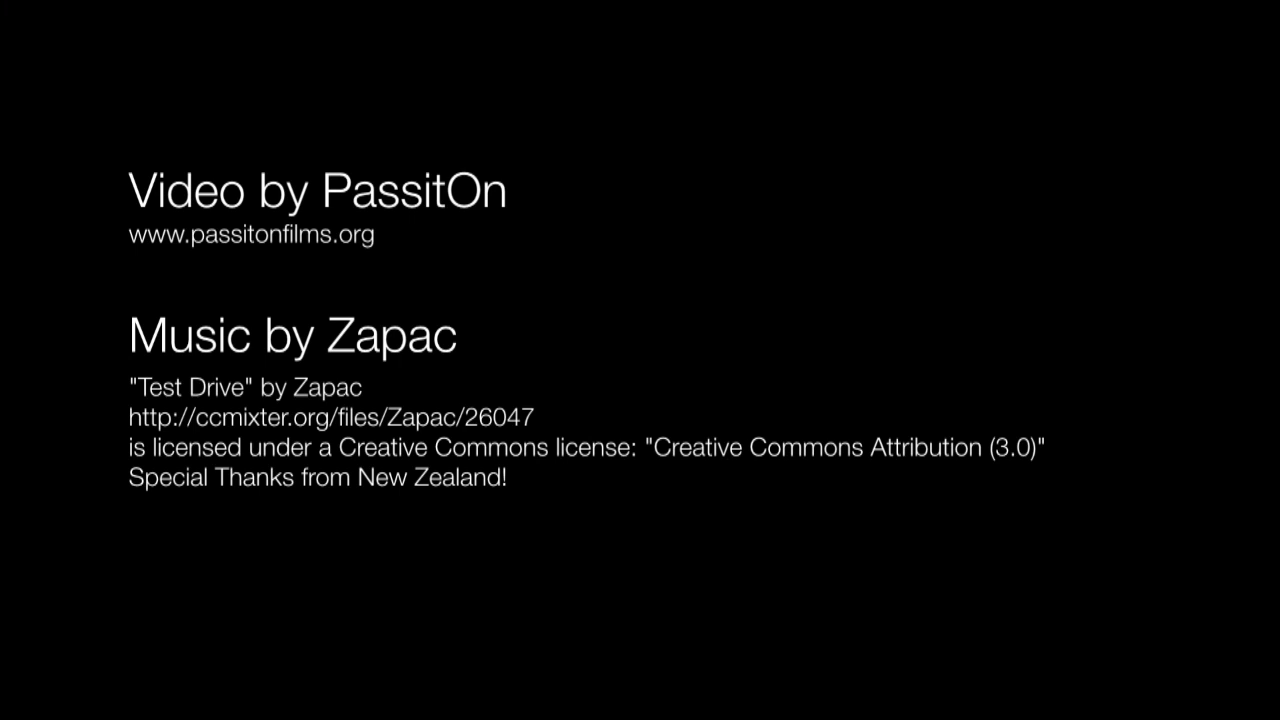 Video by PassitOn
www.passitonfilms.org
Music by Zapac
"Test Drive" by Zapac
http://ccmixter.org/files/Zapac/26047
is licensed under a Creative Commons license: "Creative Commons Attribution (3.0)"
Special Thanks from New Zealand!